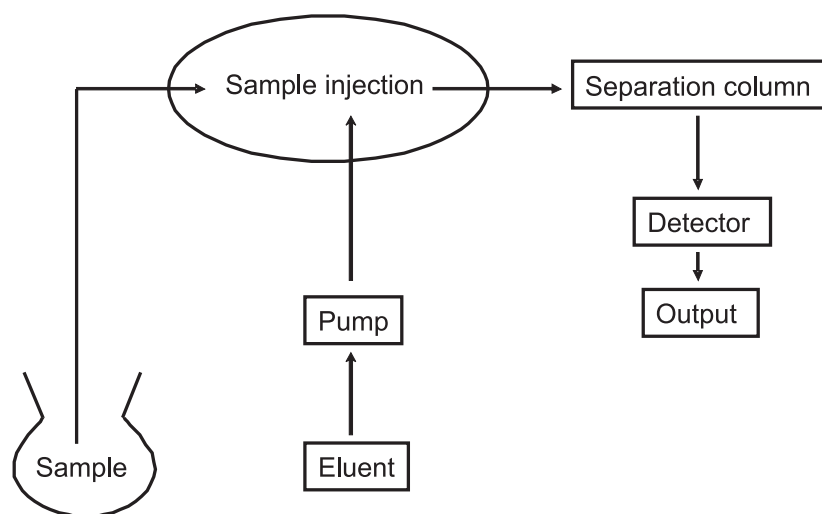 Sample injection
Separation column
Detector
Output
Pump
Eluent
Sample